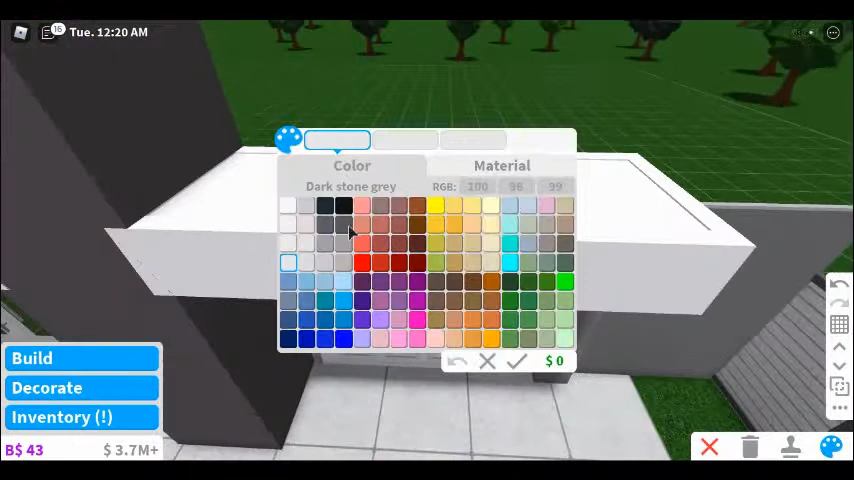 16
Tue. 12:20 AM
Color
Material
Dark stone grey
RGB: 100 96 99
$ 0
Build
Decorate
Inventory (!)
B$ 43
$ 3.7M+